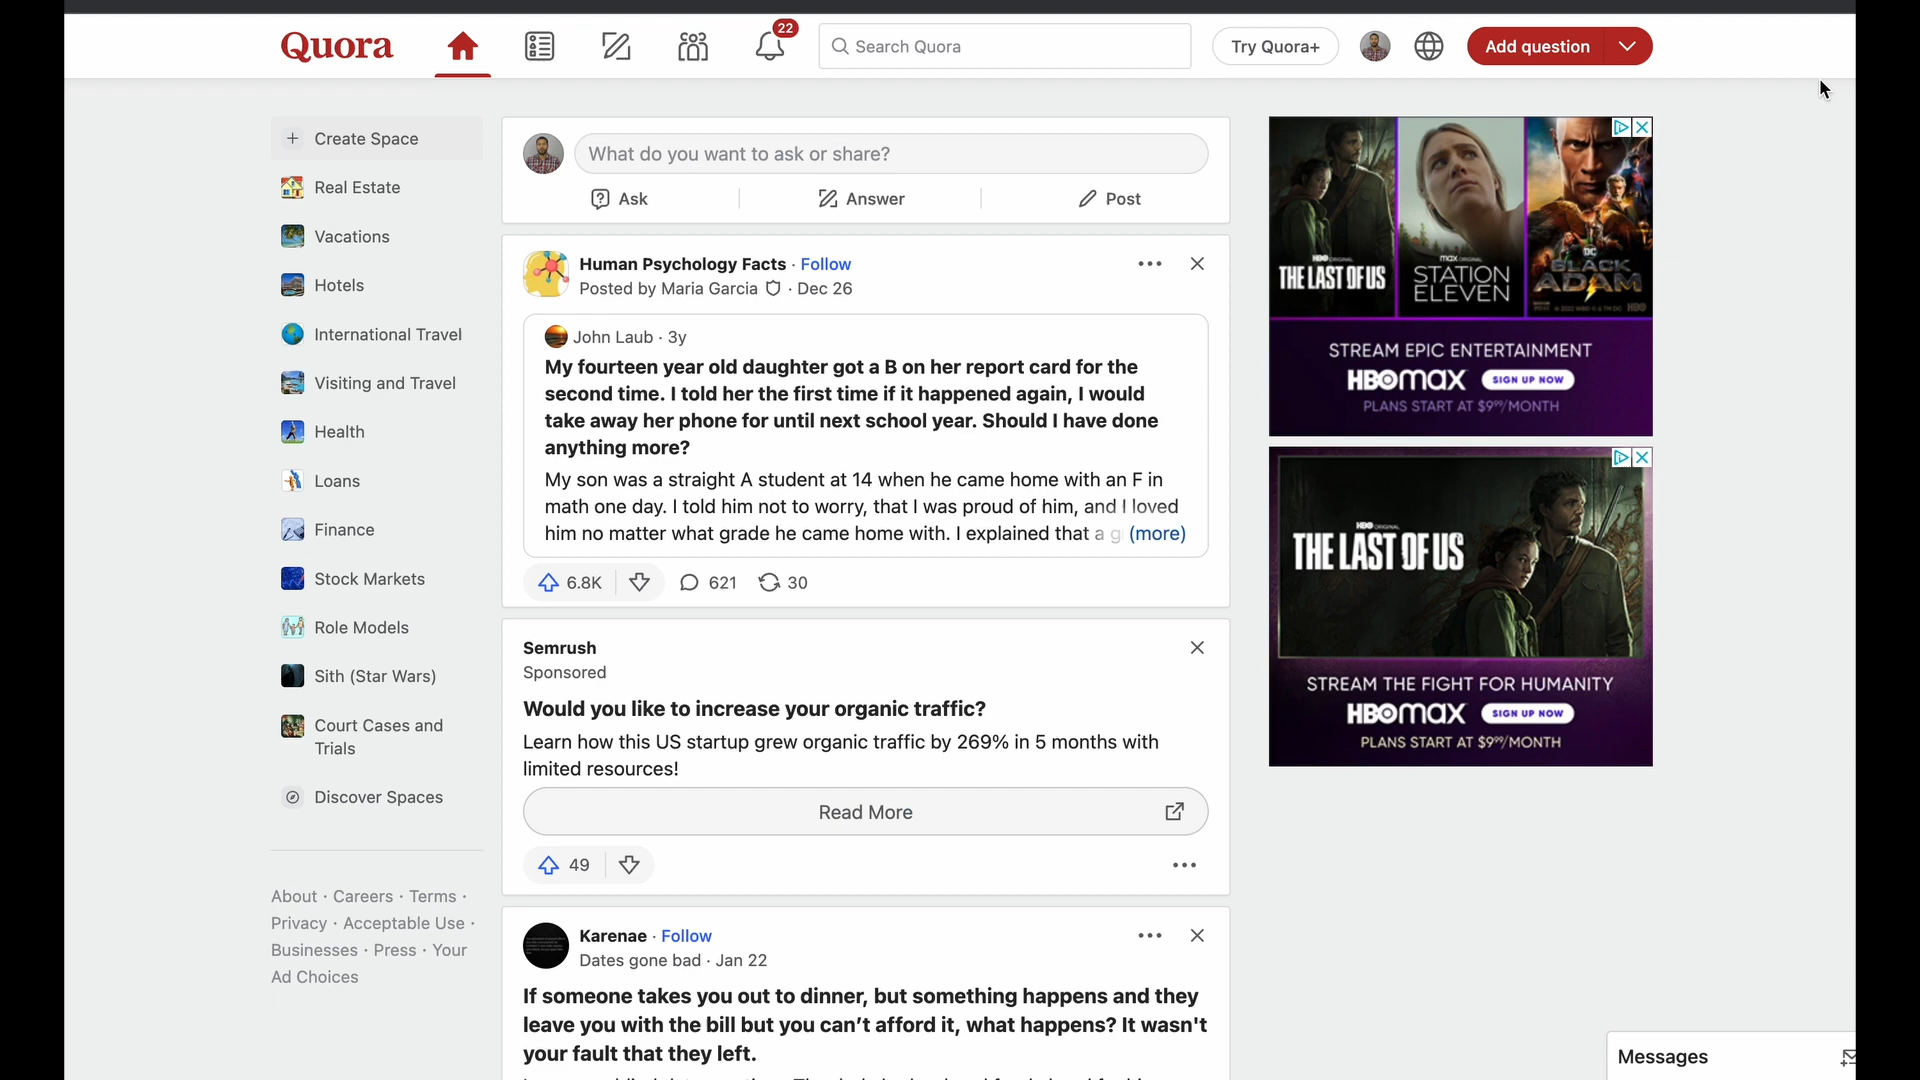 Quora
22
Search Quora
Try Quora+
Add question
Create Space
Real Estate
Vacations
Hotels
International Travel
Visiting and Travel
Health
Loans
Finance
Stock Markets
Role Models
Sith (Star Wars)
Court Cases and
Trials
Discover Spaces
About · Careers · Terms ·
Privacy · Acceptable Use ·
Businesses · Press · Your
Ad Choices
What do you want to ask or share?
Ask
Answer
Post
Human Psychology Facts · Follow
Posted by Maria Garcia · Dec 26
John Laub · 3y
My fourteen year old daughter got a B on her report card for the
second time. I told her the first time if it happened again, I would
take away her phone for until next school year. Should I have done
anything more?
My son was a straight A student at 14 when he came home with an F in
math one day. I told him not to worry, that I was proud of him, and I loved
him no matter what grade he came home with. I explained that a g (more)
6.8K
621
30
Semrush
Sponsored
Would you like to increase your organic traffic?
Learn how this US startup grew organic traffic by 269% in 5 months with
limited resources!
Read More
49
Karenae · Follow
Dates gone bad · Jan 22
If someone takes you out to dinner, but something happens and they
leave you with the bill but you can't afford it, what happens? It wasn't
your fault that they left.
HBO ORIGINAL
THE LAST OF US
max ORIGINAL
STATION
ELEVEN
DC
BLACK
ADAM
STREAM EPIC ENTERTAINMENT
HBOmax SIGN UP NOW
PLANS START AT $9⁹⁹/MONTH
HBO ORIGINAL
THE LAST OF US
STREAM THE FIGHT FOR HUMANITY
HBOmax SIGN UP NOW
PLANS START AT $9⁹⁹/MONTH
Messages